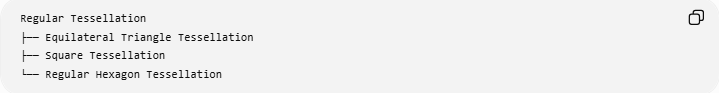 Regular Tessellation
├── Equilateral Triangle Tessellation
├── Square Tessellation
└── Regular Hexagon Tessellation